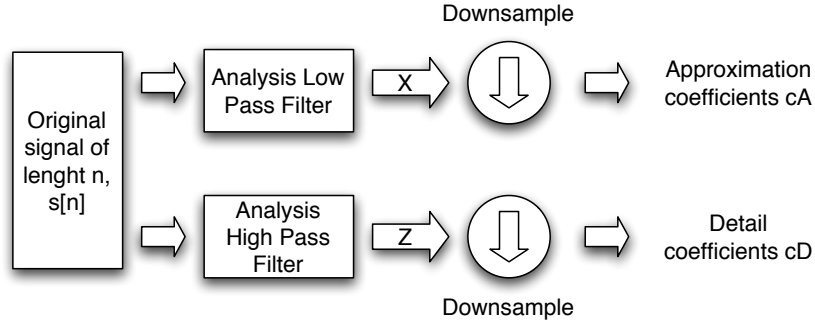 Original
signal of
lenght n,
s[n]
Analysis Low
Pass Filter
X
Downsample
Approximation
coefficients cA
Analysis
High Pass
Filter
Z
Downsample
Detail
coefficients cD